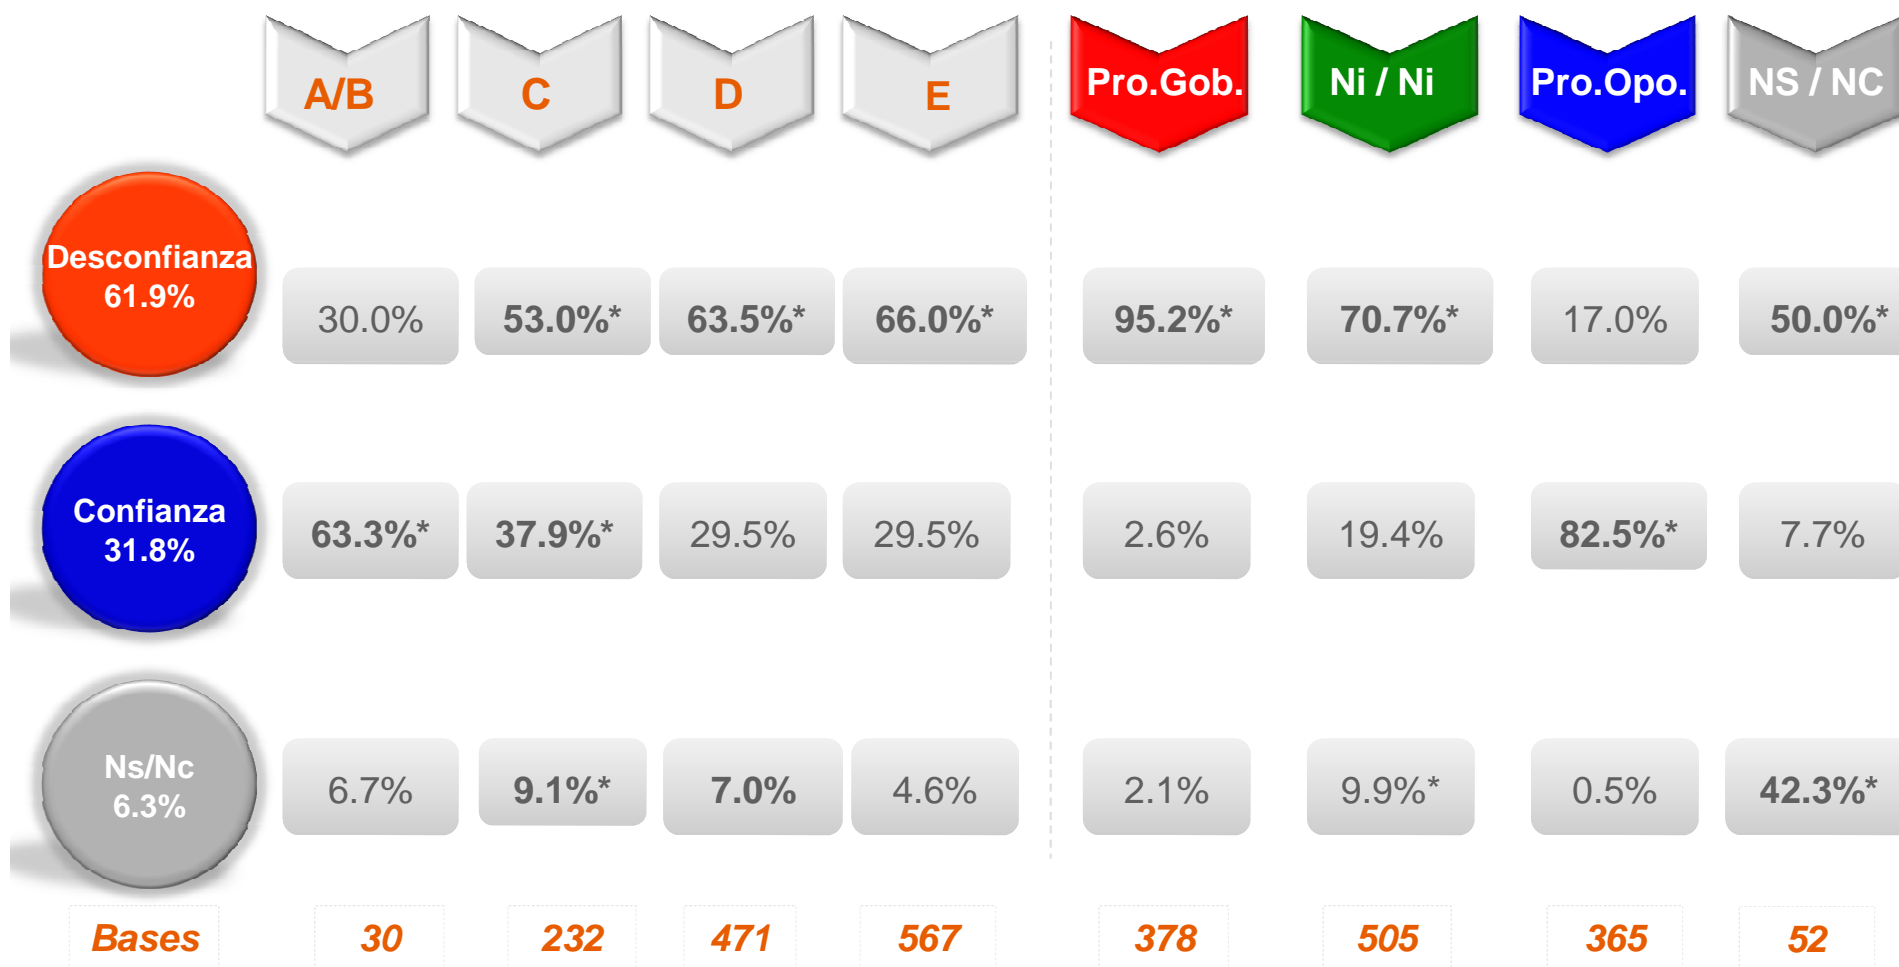 A/B C D E Pro.Gob. Ni / Ni Pro.Opo. NS / NC
Desconfianza
61.9%
30.0% 53.0%* 63.5%* 66.0%* 95.2%* 70.7%* 17.0% 50.0%*
Confianza
31.8%
63.3%* 37.9%* 29.5% 29.5% 2.6% 19.4% 82.5%* 7.7%
Ns/Nc
6.3%
6.7% 9.1%* 7.0% 4.6% 2.1% 9.9%* 0.5% 42.3%*
Bases 30 232 471 567 378 505 365 52